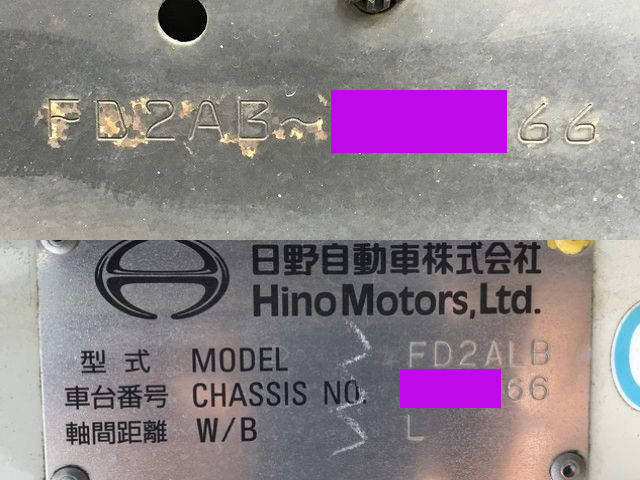 FD2AB~ 66
日野自動車株式会社
Hino Motors, Ltd.
型式 MODEL FD2ALB
車台番号 CHASSIS NO. 66
軸間距離 W/B L